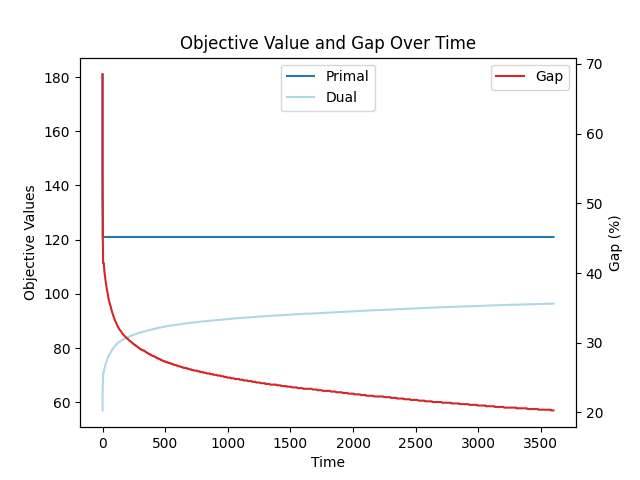 Objective Value and Gap Over Time
Primal
Dual
Gap
Objective Values
180
160
140
120
100
80
60
70
60
50
40
30
20
Gap (%)
0 500 1000 1500 2000 2500 3000 3500
Time